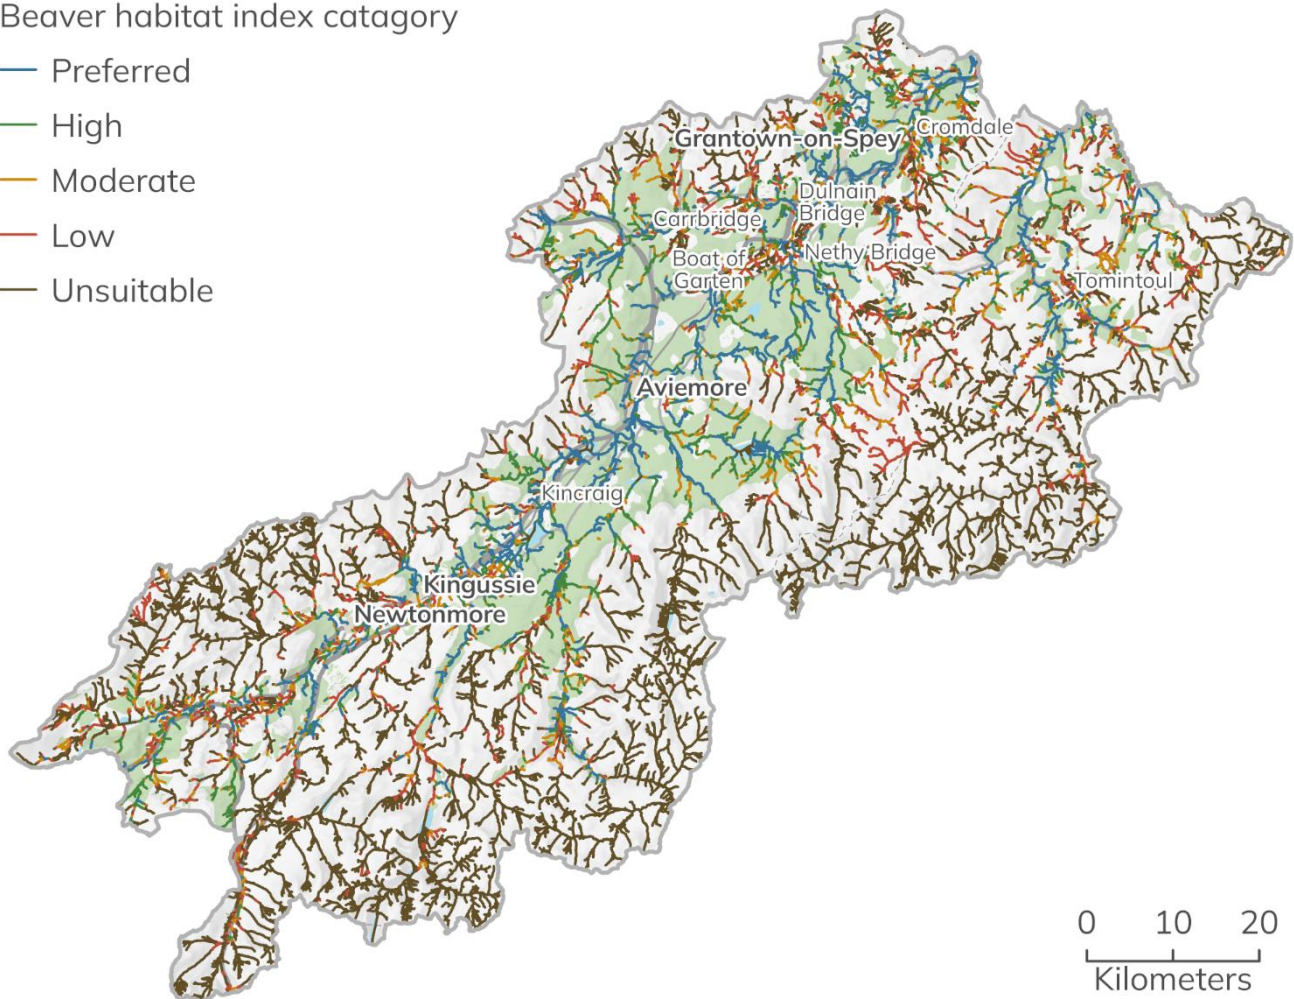 Beaver habitat index catagory
Preferred
High
Moderate
Low
Unsuitable
Grantown-on-Spey
Cromdale
Dulnain
Bridge
Carrbridge
Nethy Bridge
Boat of
Garten
Tomintoul
Aviemore
Kincraig
Kingussie
Newtonmore
0 10 20
Kilometers